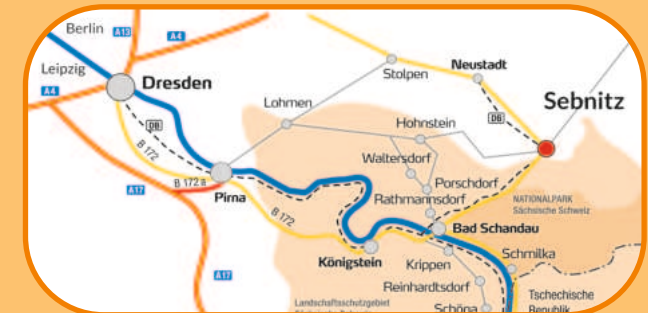 Berlin
A13
A4
Leipzig
A4
Dresden
Stolpen
Neustadt
DB
Sebnitz
Lohmen
Hohnstein
DB
B 172
Waltersdorf
Porschdorf
A17
B 172 a
Pirna
Rathmannsdorf
NATIONALPARK
Sächsische Schweiz
B 172
Bad Schandau
Königstein
Krippen
Schmilka
A17
Reinhardtsdorf
Tschechische
Republik
Landschaftsschutzgebiet
Schöna